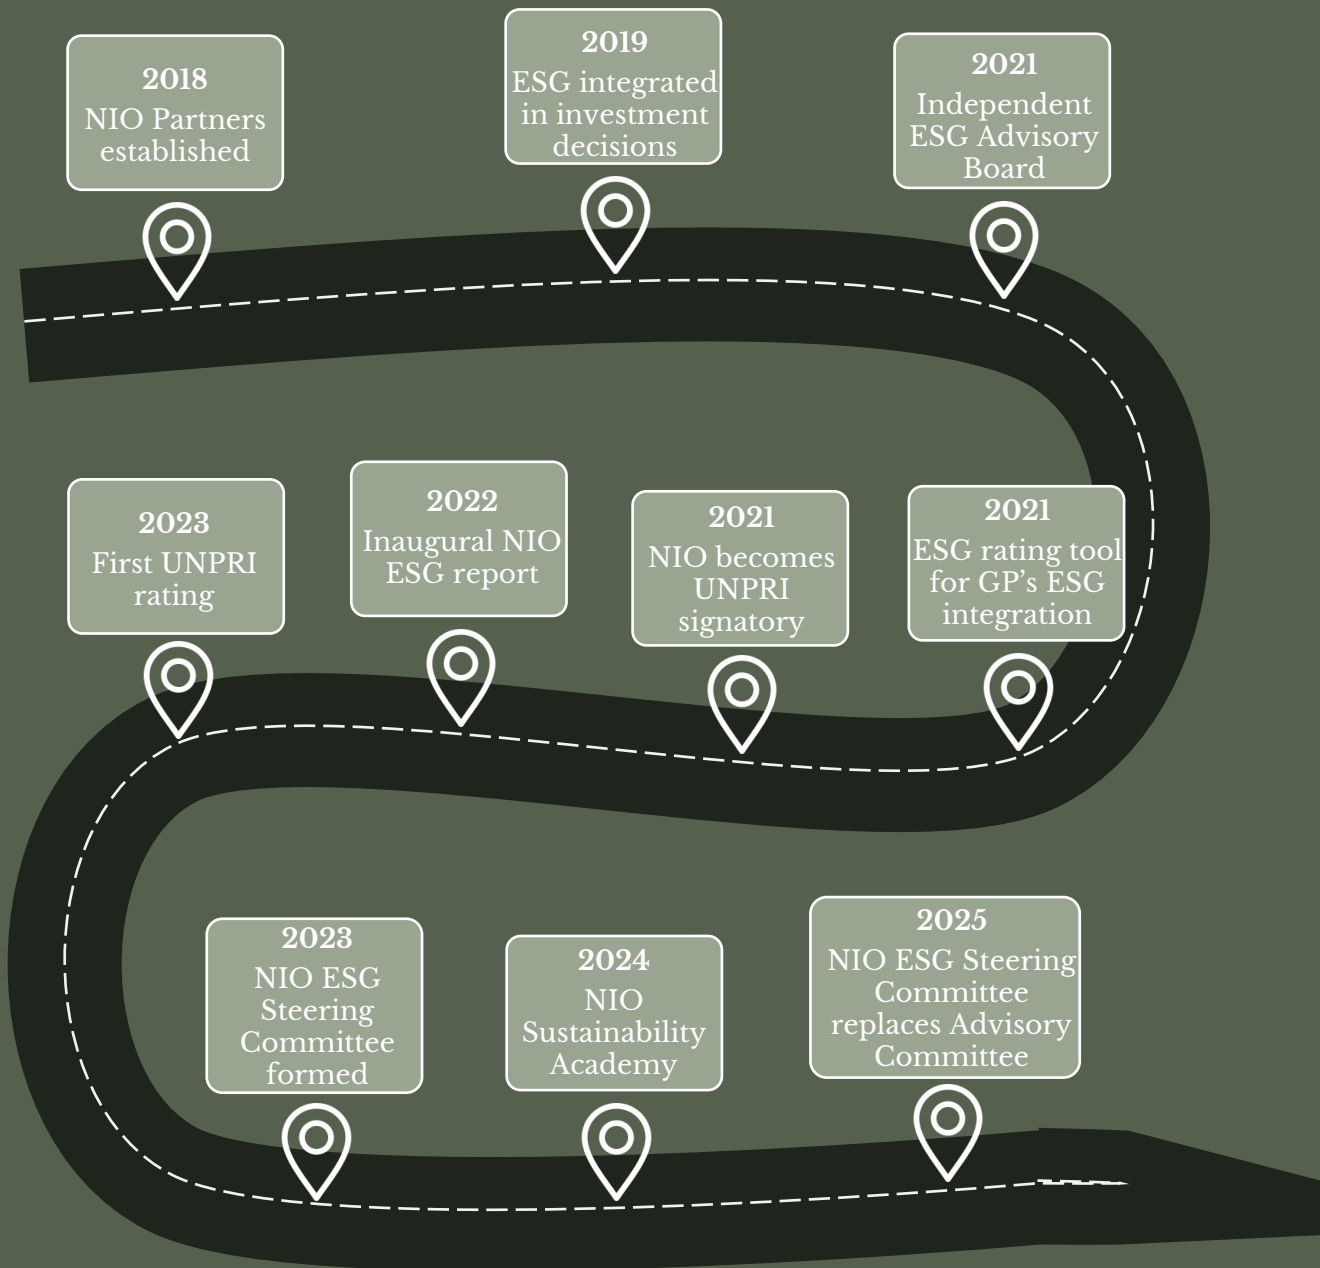 2018
NIO Partners
established
2019
ESG integrated
in investment
decisions
2021
Independent
ESG Advisory
Board
2021
ESG rating tool
for GP’s ESG
integration
2021
NIO becomes
UNPRI
signatory
2022
Inaugural NIO
ESG report
2023
First UNPRI
rating
2023
NIO ESG
Steering
Committee
formed
2024
NIO
Sustainability
Academy
2025
NIO ESG Steering
Committee
replaces Advisory
Committee